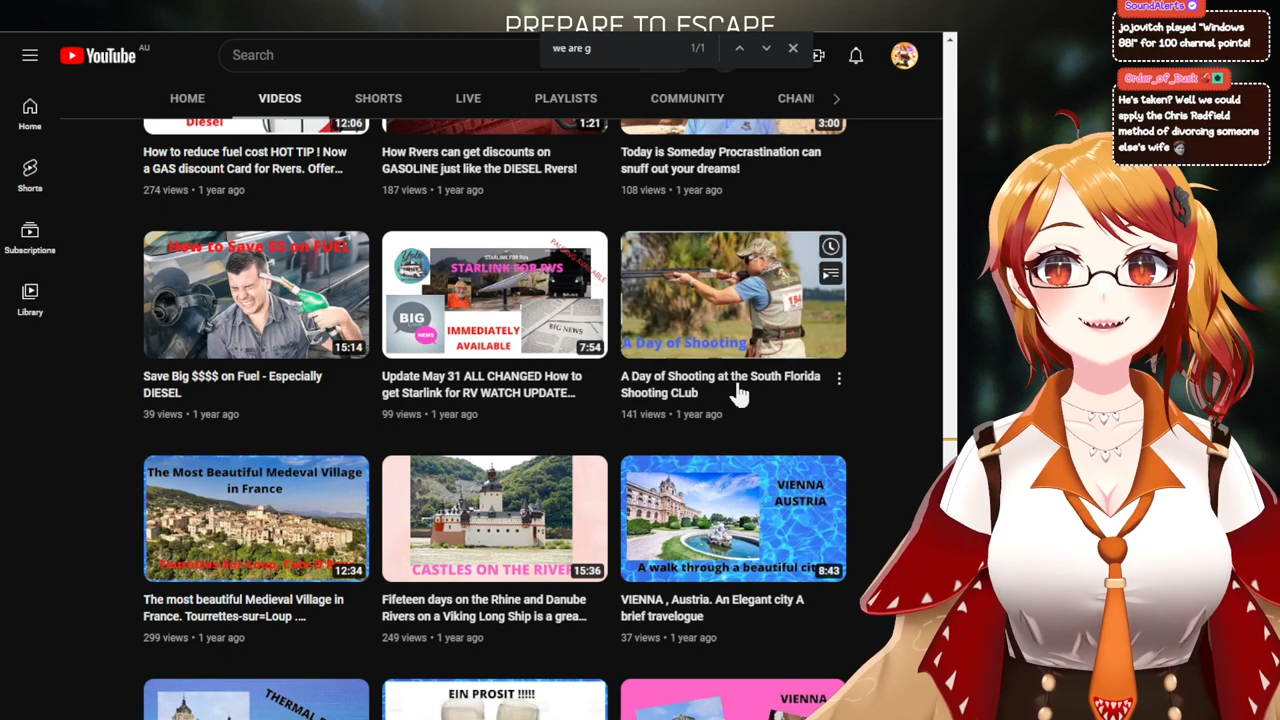 PREPARE TO ESCAPE
YouTube AU
Search
we are g 1/1
HOME VIDEOS SHORTS LIVE PLAYLISTS COMMUNITY CHANI
Home
Shorts
Subscriptions
Library
Diesel
12:06
1:21
3:00
How to reduce fuel cost HOT TIP ! Now
a GAS discount Card for Rvers. Offer...
274 views • 1 year ago
How Rvers can get discounts on
GASOLINE just like the DIESEL Rvers!
187 views • 1 year ago
Today is Someday Procrastination can
snuff out your dreams!
108 views • 1 year ago
How to Save $$ on FUEL
15:14
Yolo
STARLINK FOR RVS
STARLINK FOR RVS
BIG
NEWS
IMMEDIATELY
AVAILABLE
BIG NEWS
7:54
154
A Day of Shooting
Save Big $$$$ on Fuel - Especially
DIESEL
39 views • 1 year ago
Update May 31 ALL CHANGED How to
get Starlink for RV WATCH UPDATE...
99 views • 1 year ago
A Day of Shooting at the South Florida
Shooting CLub
141 views • 1 year ago
The Most Beautiful Medeval Village
in France
12:34
CASTLES ON THE RIVER
15:36
VIENNA
AUSTRIA
A walk through a beautiful city
8:43
The most beautiful Medieval Village in
France. Tourrettes-sur=Loup ....
299 views • 1 year ago
Fifeteen days on the Rhine and Danube
Rivers on a Viking Long Ship is a grea...
249 views • 1 year ago
VIENNA , Austria. An Elegant city A
brief travelogue
37 views • 1 year ago
THERMAL
EIN PROSIT !!!!!
VIENNA
SoundAlerts
jojovitch played "Windows
98!" for 100 channel points!
Order_of_Dusk
He's taken? Well we could
apply the Chris Redfield
method of divorcing someone
else's wife